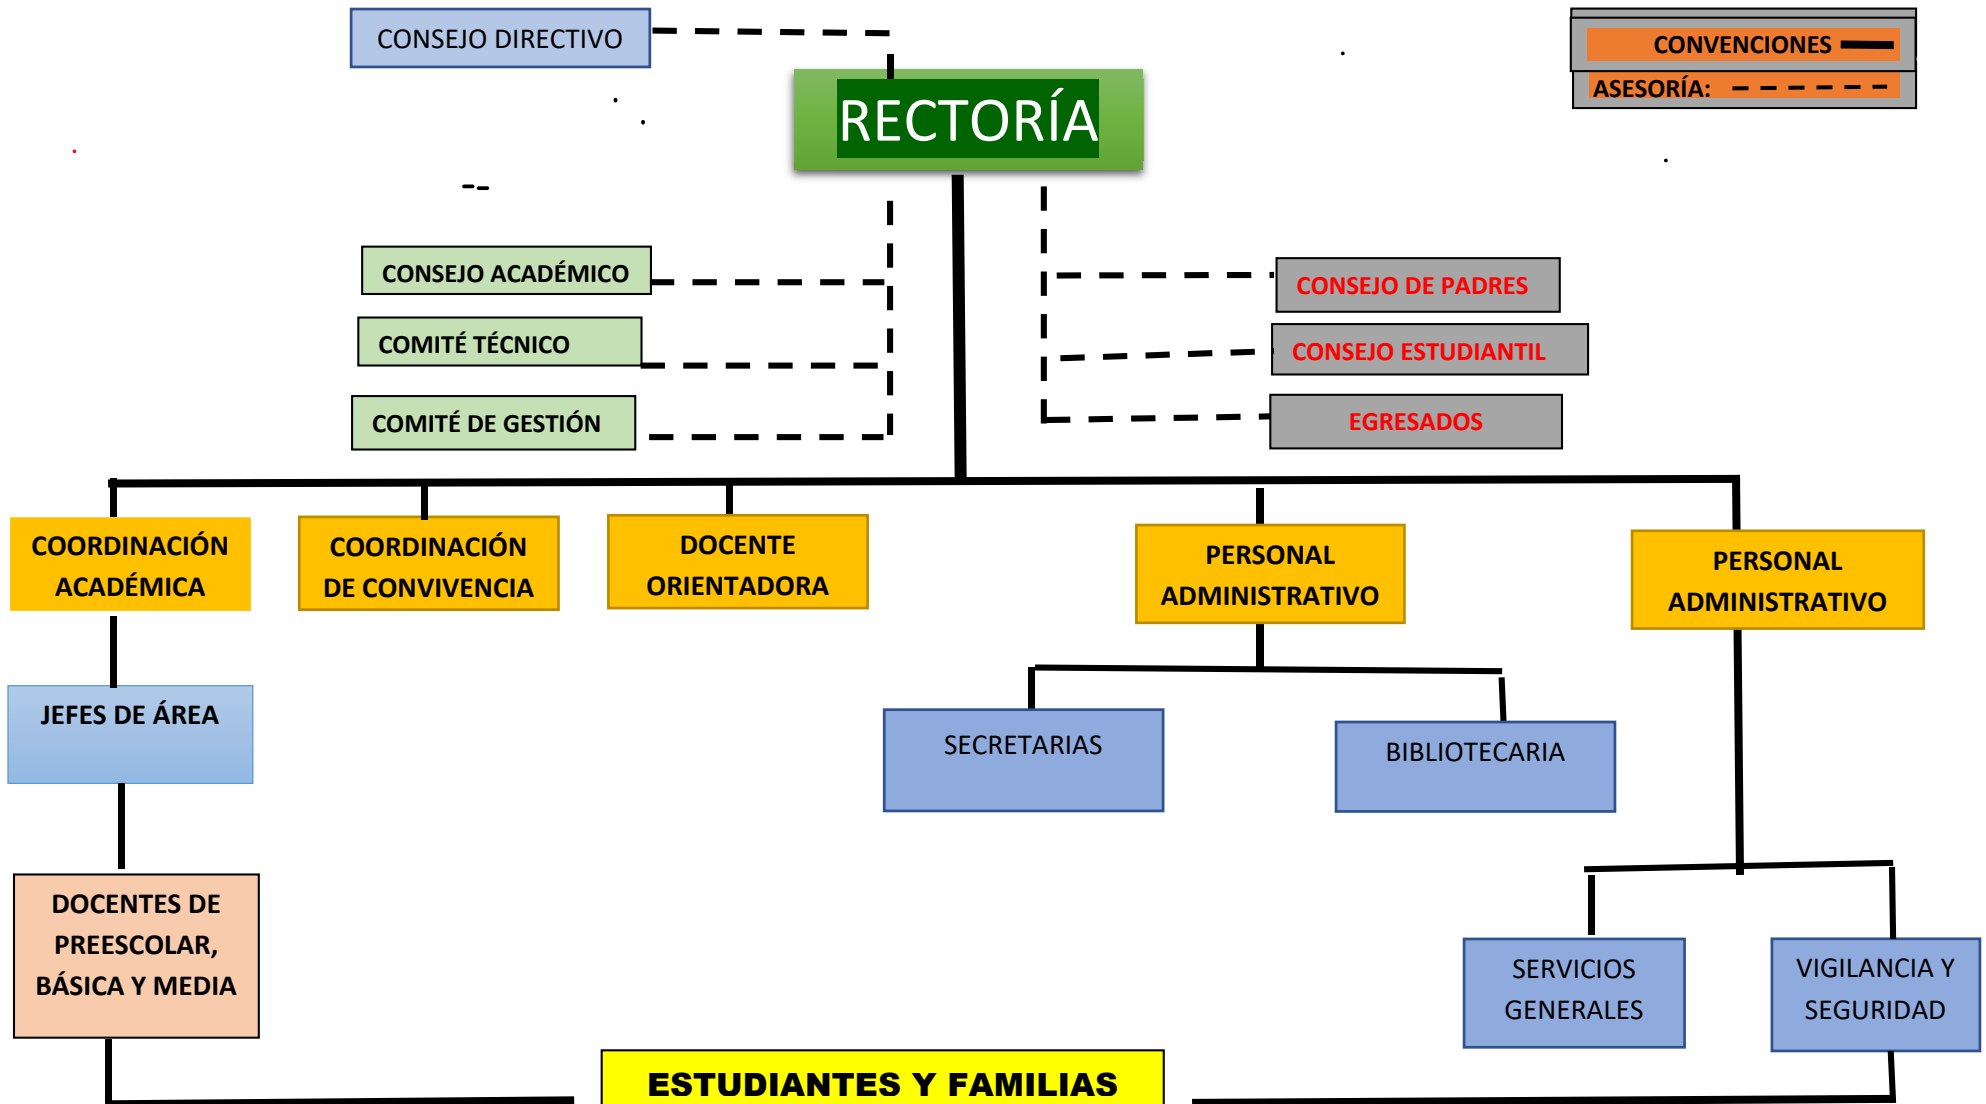 CONSEJO DIRECTIVO
CONVENCIONES
ASESORÍA:
RECTORÍA
CONSEJO ACADÉMICO
COMITÉ TÉCNICO
COMITÉ DE GESTIÓN
CONSEJO DE PADRES
CONSEJO ESTUDIANTIL
EGRESADOS
COORDINACIÓN
ACADÉMICA
COORDINACIÓN
DE CONVIVENCIA
DOCENTE
ORIENTADORA
PERSONAL
ADMINISTRATIVO
PERSONAL
ADMINISTRATIVO
JEFES DE ÁREA
SECRETARIAS
BIBLIOTECARIA
DOCENTES DE
PREESCOLAR,
BÁSICA Y MEDIA
SERVICIOS
GENERALES
VIGILANCIA Y
SEGURIDAD
ESTUDIANTES Y FAMILIAS